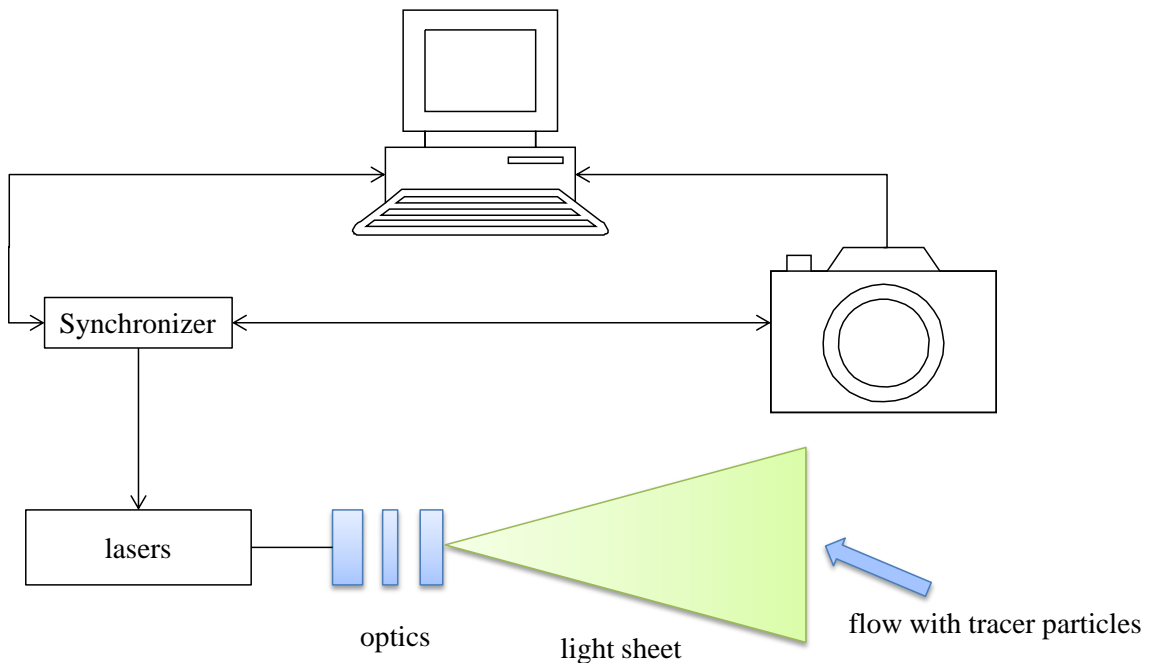 Synchronizer
lasers
optics
light sheet
flow with tracer particles